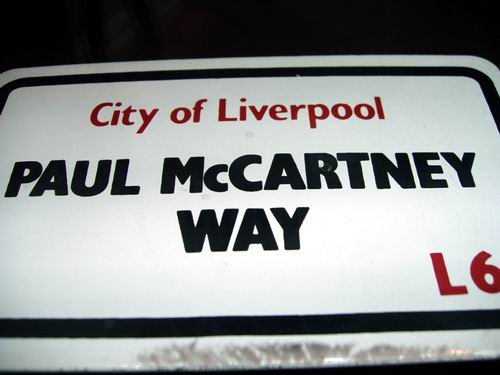 City of Liverpool
PAUL McCARTNEY
WAY
L6